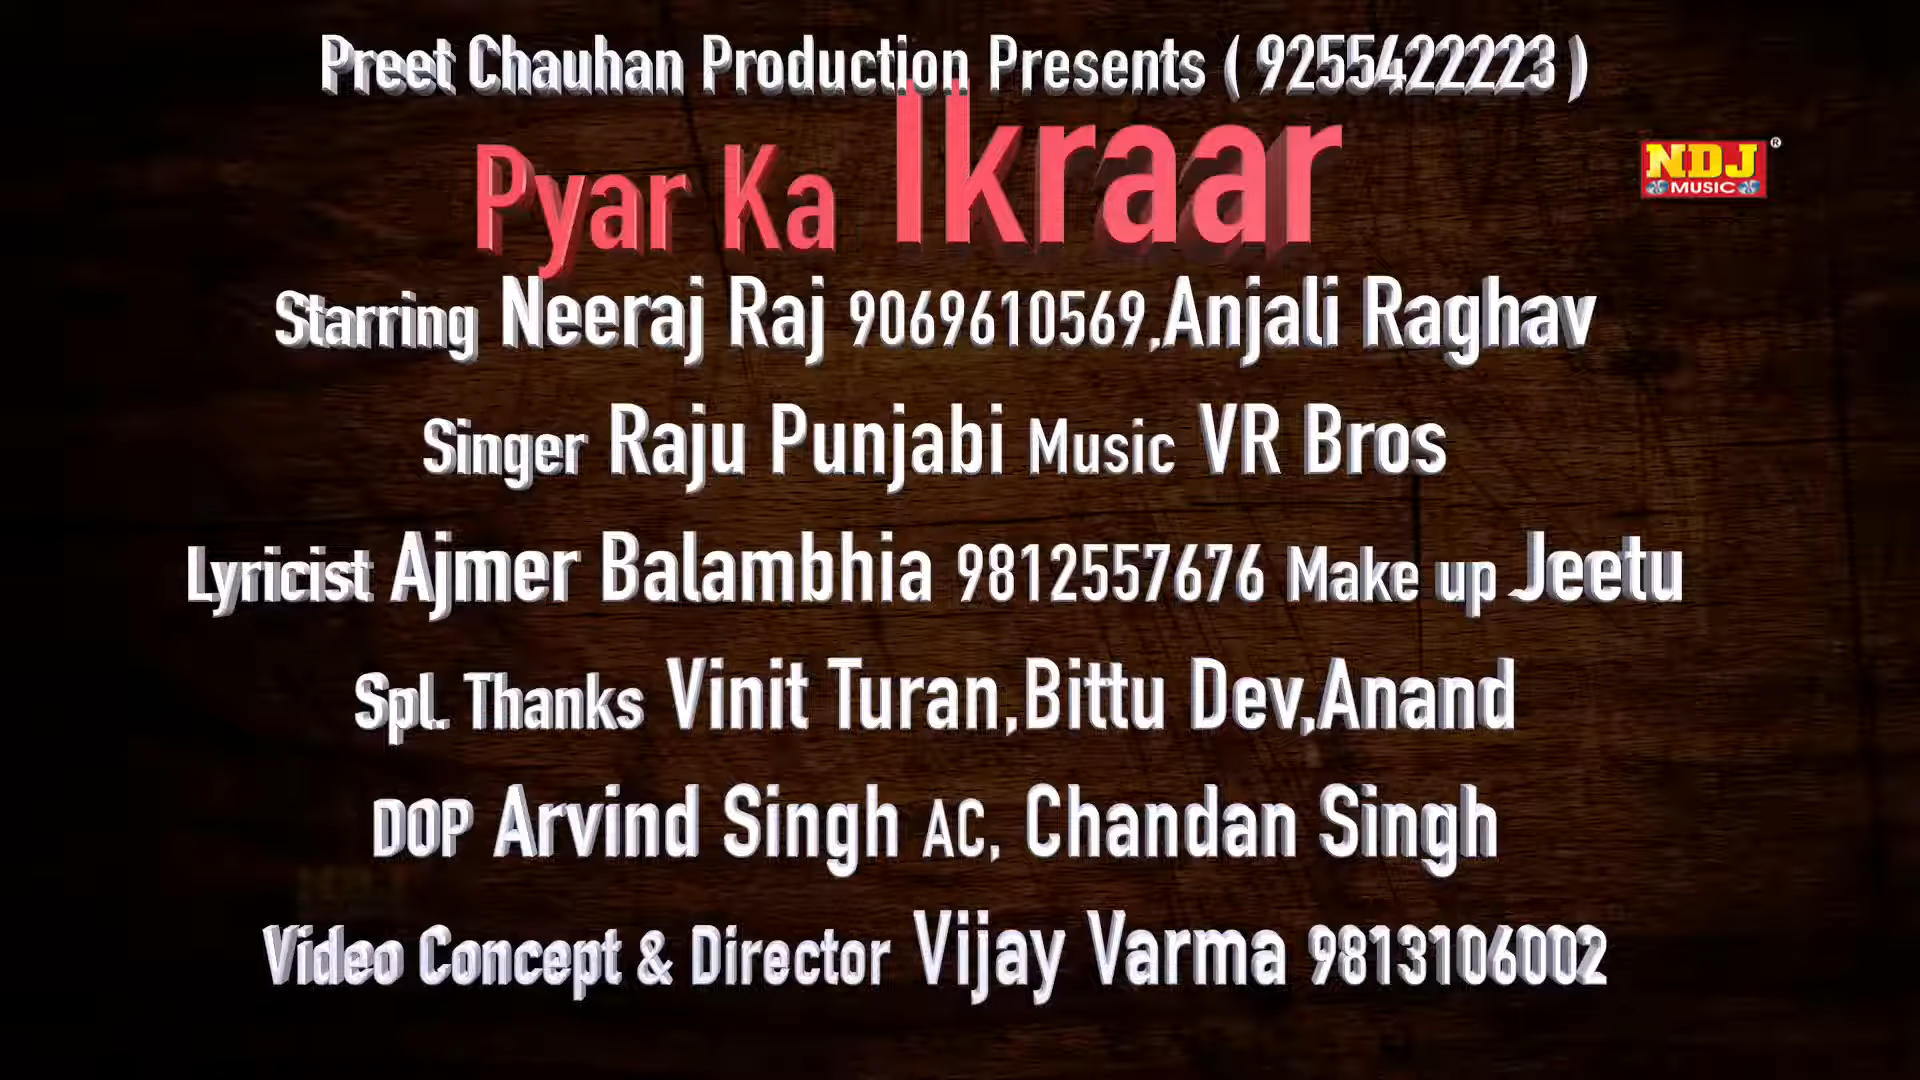 Preet Chauhan Production Presents ( 9255422223 )
Pyar Ka Ikraar
NDJ ®
MUSIC
Starring Neeraj Raj 9069610569,Anjali Raghav
Singer Raju Punjabi Music VR Bros
Lyricist Ajmer Balambhia 9812557676 Make up Jeetu
Spl. Thanks Vinit Turan,Bittu Dev,Anand
DOP Arvind Singh AC, Chandan Singh
Video Concept & Director Vijay Varma 9813106002